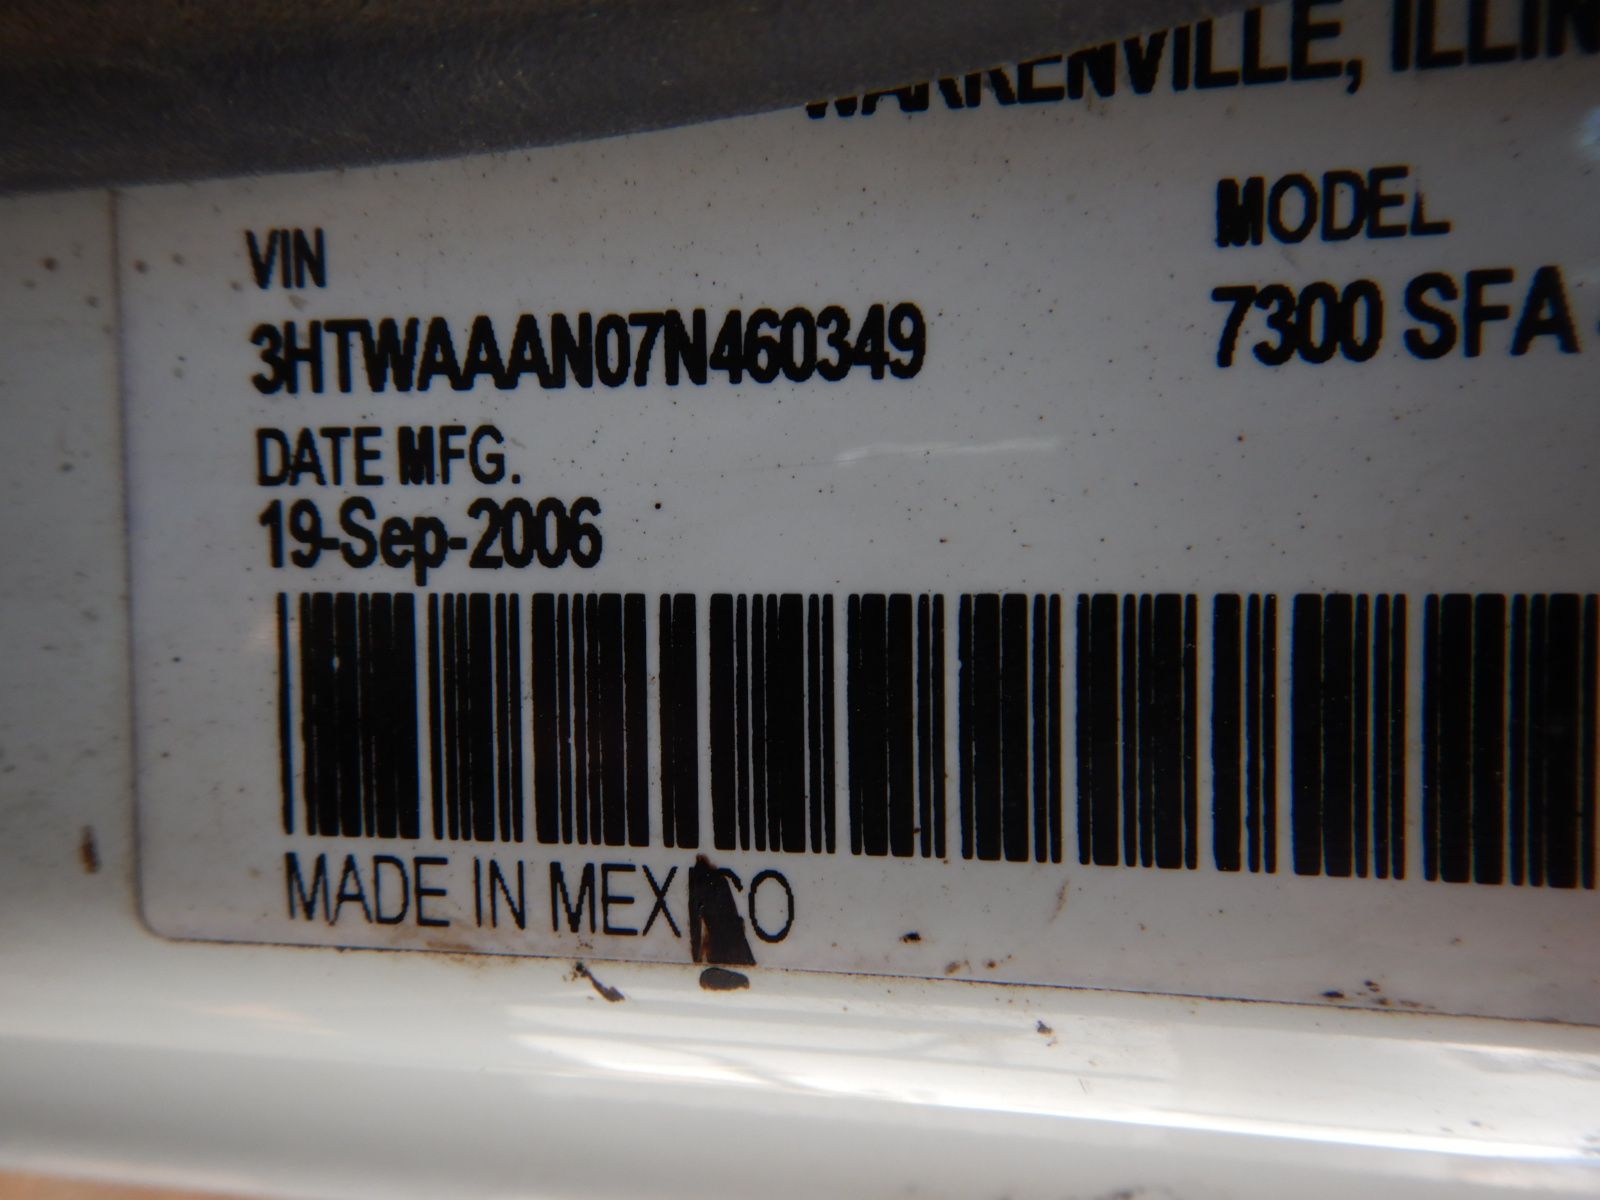 WARRENVILLE, ILLIN
VIN
MODEL
3HTWAAAN07N460349
7300 SFA
DATE MFG.
19-Sep-2006
MADE IN MEXICO